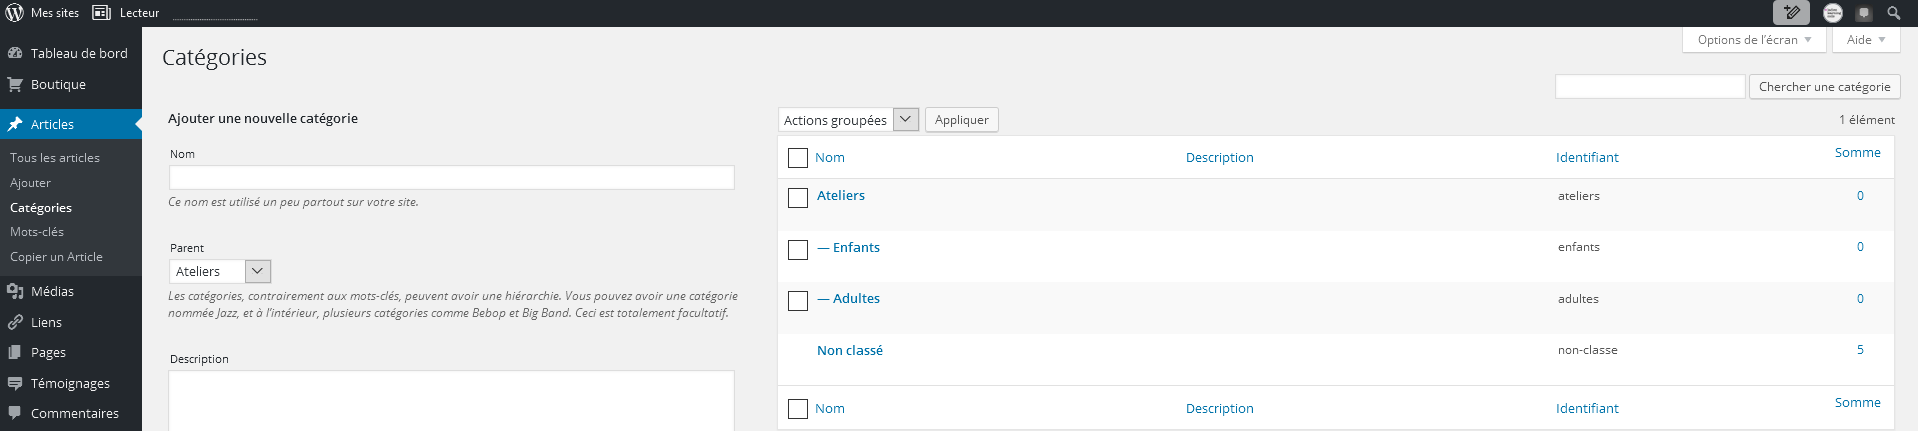 Mes sites Lecteur
Options de l'écran Aide
Tableau de bord
Boutique
Articles
Tous les articles
Ajouter
Catégories
Mots-clés
Copier un Article
Médias
Liens
Pages
Témoignages
Commentaires
Catégories
Chercher une catégorie
Ajouter une nouvelle catégorie
Nom
Ce nom est utilisé un peu partout sur votre site.
Parent
Ateliers
Les catégories, contrairement aux mots-clés, peuvent avoir une hiérarchie. Vous pouvez avoir une catégorie
nommée Jazz, et à l'intérieur, plusieurs catégories comme Bebop et Big Band. Ceci est totalement facultatif.
Description
Actions groupées Appliquer 1 élément
Nom Description Identifiant Somme
Ateliers ateliers 0
— Enfants enfants 0
— Adultes adultes 0
Non classé non-classe 5
Nom Description Identifiant Somme